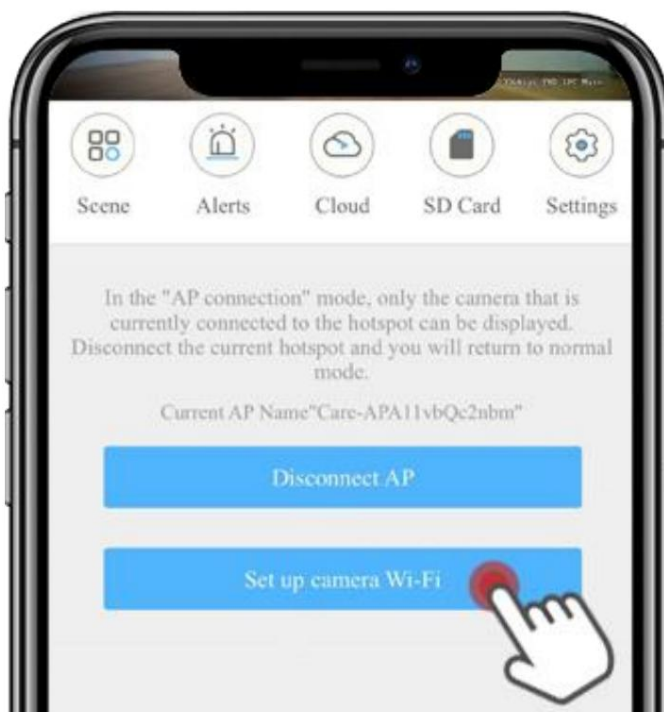 Scene Alerts Cloud SD Card Settings
In the "AP connection" mode, only the camera that is
currently connected to the hotspot can be displayed.
Disconnect the current hotspot and you will return to normal
mode.
Current AP Name"Care-APA11vbQc2nbm"
Disconnect AP
Set up camera Wi-Fi